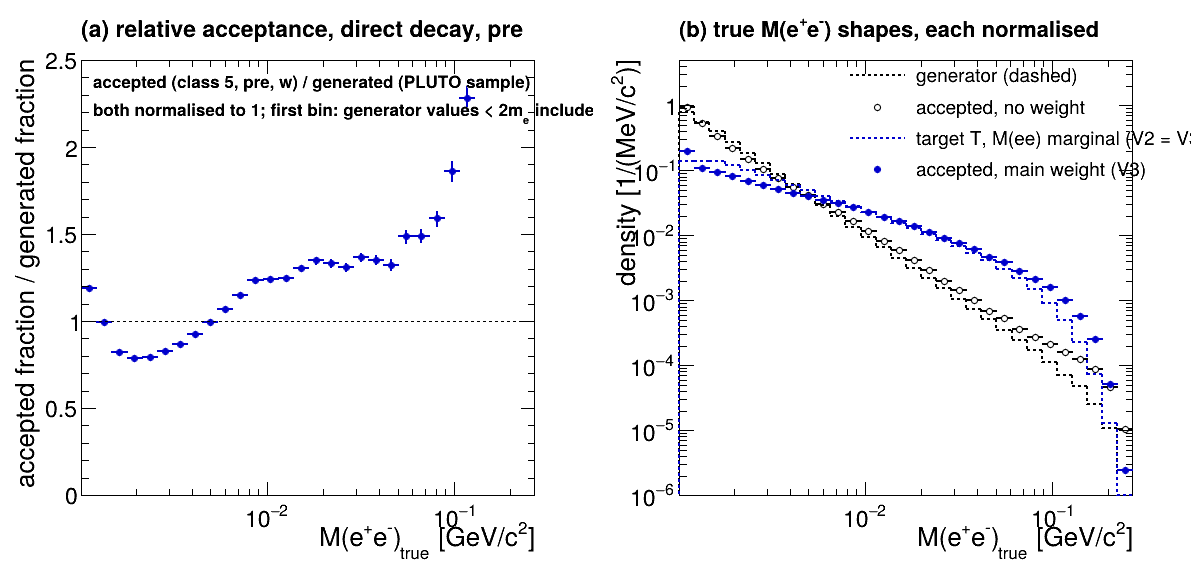 (a) relative acceptance, direct decay, pre
accepted (class 5, pre, w) / generated (PLUTO sample)
both normalised to 1; first bin: generator values < 2mₑ include
accepted fraction / generated fraction
2.5
2
1.5
1
0.5
0
10⁻²
10⁻¹
M(e⁺e⁻)true [GeV/c²]
(b) true M(e⁺e⁻) shapes, each normalised
generator (dashed)
accepted, no weight
target T, M(ee) marginal (V2 = V3
accepted, main weight (V3)
density [1/(MeV/c²)]
1
10⁻¹
10⁻²
10⁻³
10⁻⁴
10⁻⁵
10⁻⁶
10⁻²
10⁻¹
M(e⁺e⁻)true [GeV/c²]